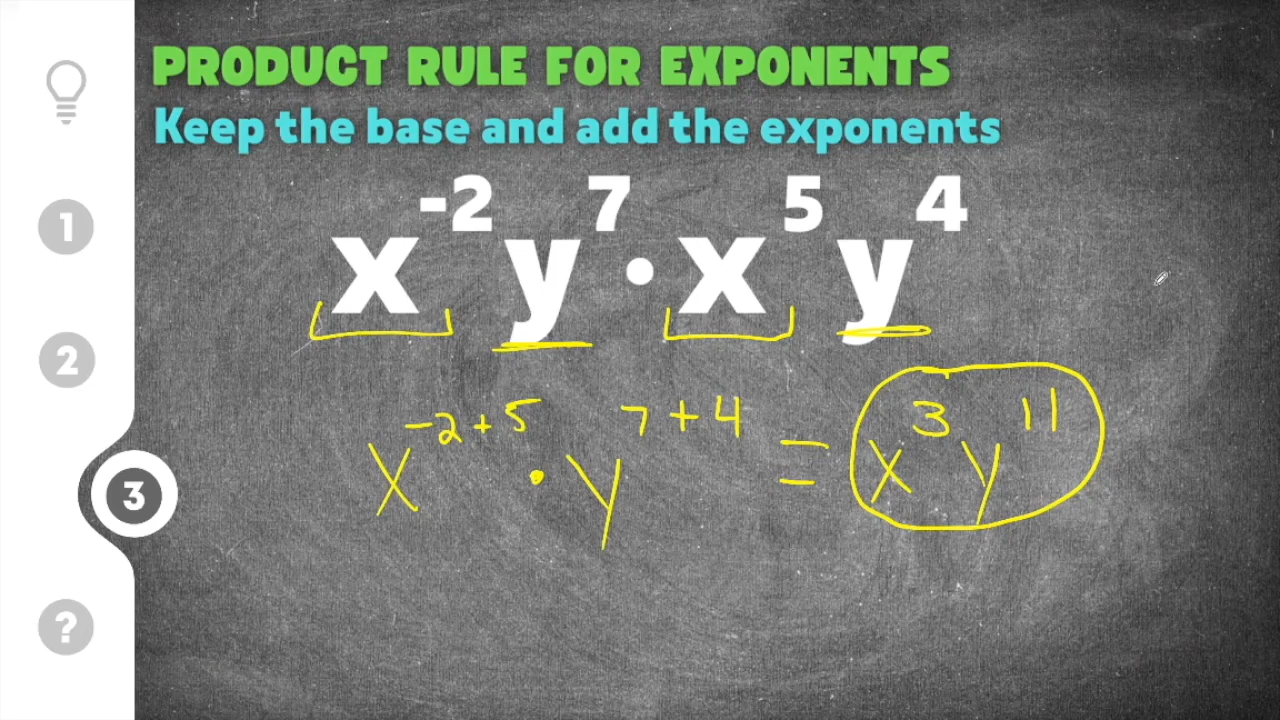 PRODUCT RULE FOR EXPONENTS
Keep the base and add the exponents
1
x⁻² y⁷ · x⁵ y⁴
2
x⁻²⁺⁵ · y⁷⁺⁴ = x³ y¹¹
3
?